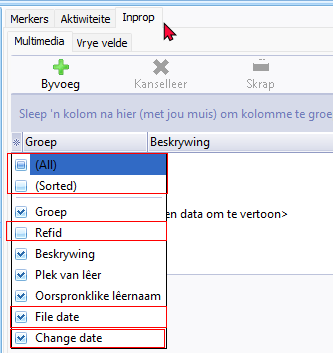 Merkers Aktiwiteite Inprop
Multimedia Vrye velde
Byvoeg Kanselleer Skrap
Sleep 'n kolom na hier (met jou muis) om kolomme te groe
Groep Beskrywing
(All)
(Sorted)
Groep
en data om te vertoon>
Refid
Beskrywing
Plek van lêer
Oorspronklike lêernaam
File date
Change date